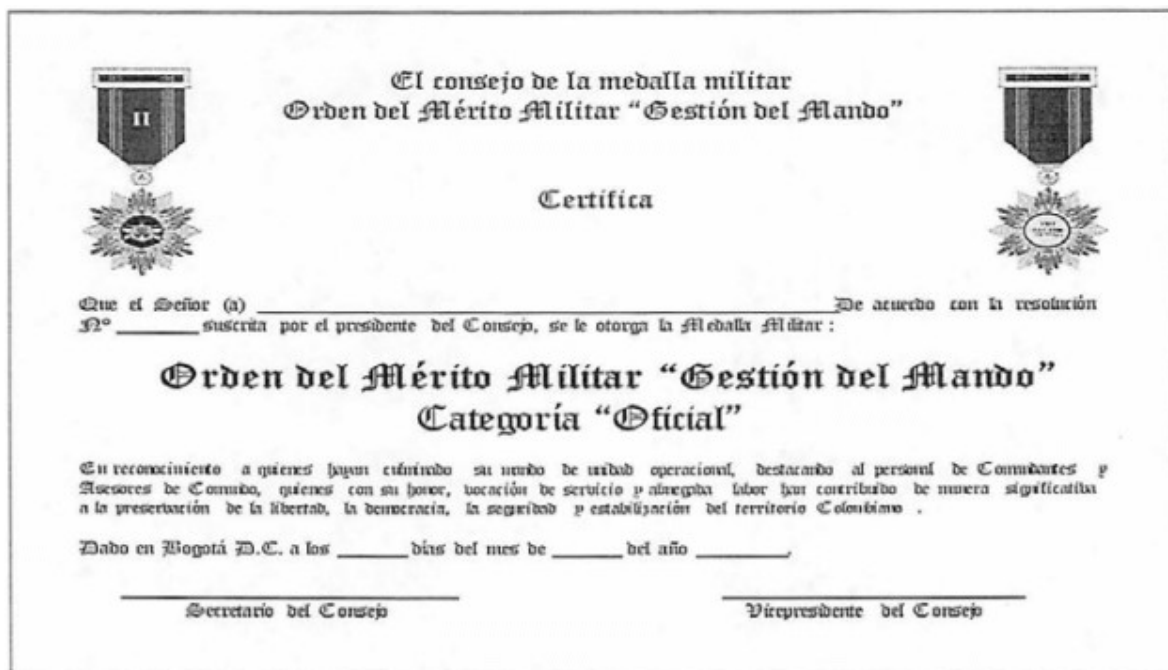 El consejo de la medalla militar
Orden del Mérito Militar “Gestión del Mando”
II
Certifica
Que el Señor (a) ____________________ De acuerdo con la resolución
Nº ________ suscrita por el presidente del Consejo, se le otorga la Medalla Militar :
Orden del Mérito Militar “Gestión del Mando”
Categoría “Oficial”
En reconocimiento a quienes hayan culminado su mando de unidad operacional, destacando al personal de Comandantes y
Asesores de Comando, quienes con su honor, vocación de servicio y abnegada labor han contribuido de manera significativa
a la preservación de la libertad, la democracia, la seguridad y estabilización del territorio Colombiano .
Dado en Bogotá D.C. a los _______ días del mes de _______ del año _________.
Secretario del Consejo
Vicepresidente del Consejo